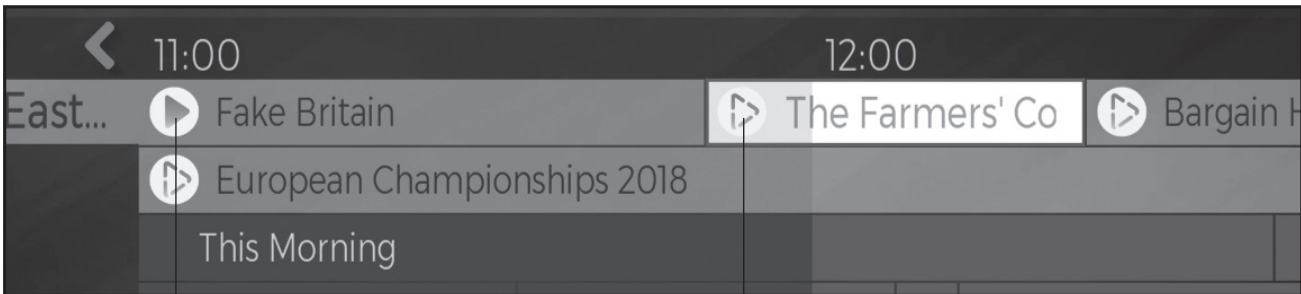 11:00 12:00
East... Fake Britain The Farmers' Co Bargain H
European Championships 2018
This Morning